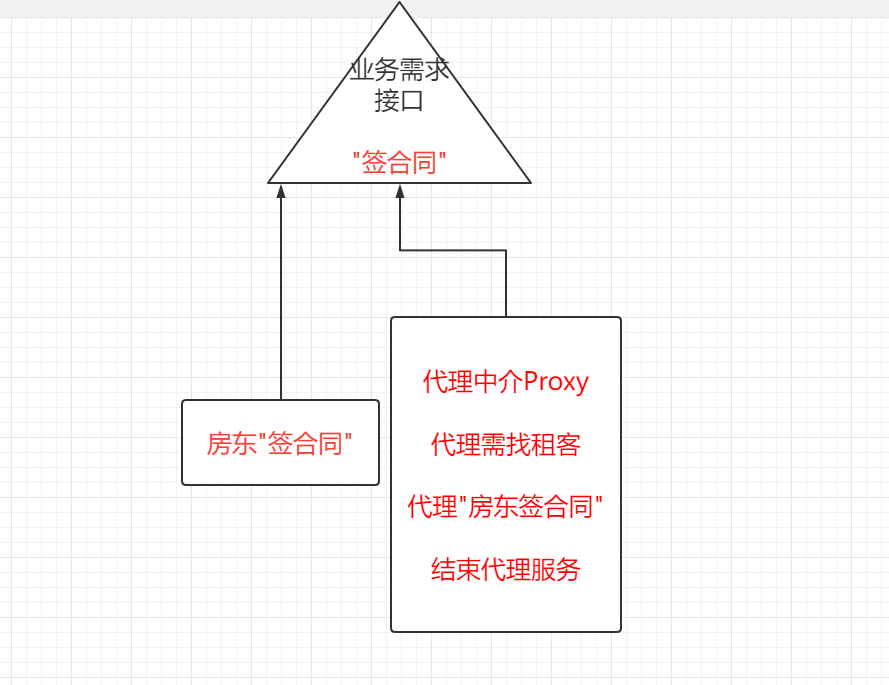 业务需求
接口
"签合同"
房东"签合同"
代理中介Proxy
代理需找租客
代理"房东签合同"
结束代理服务